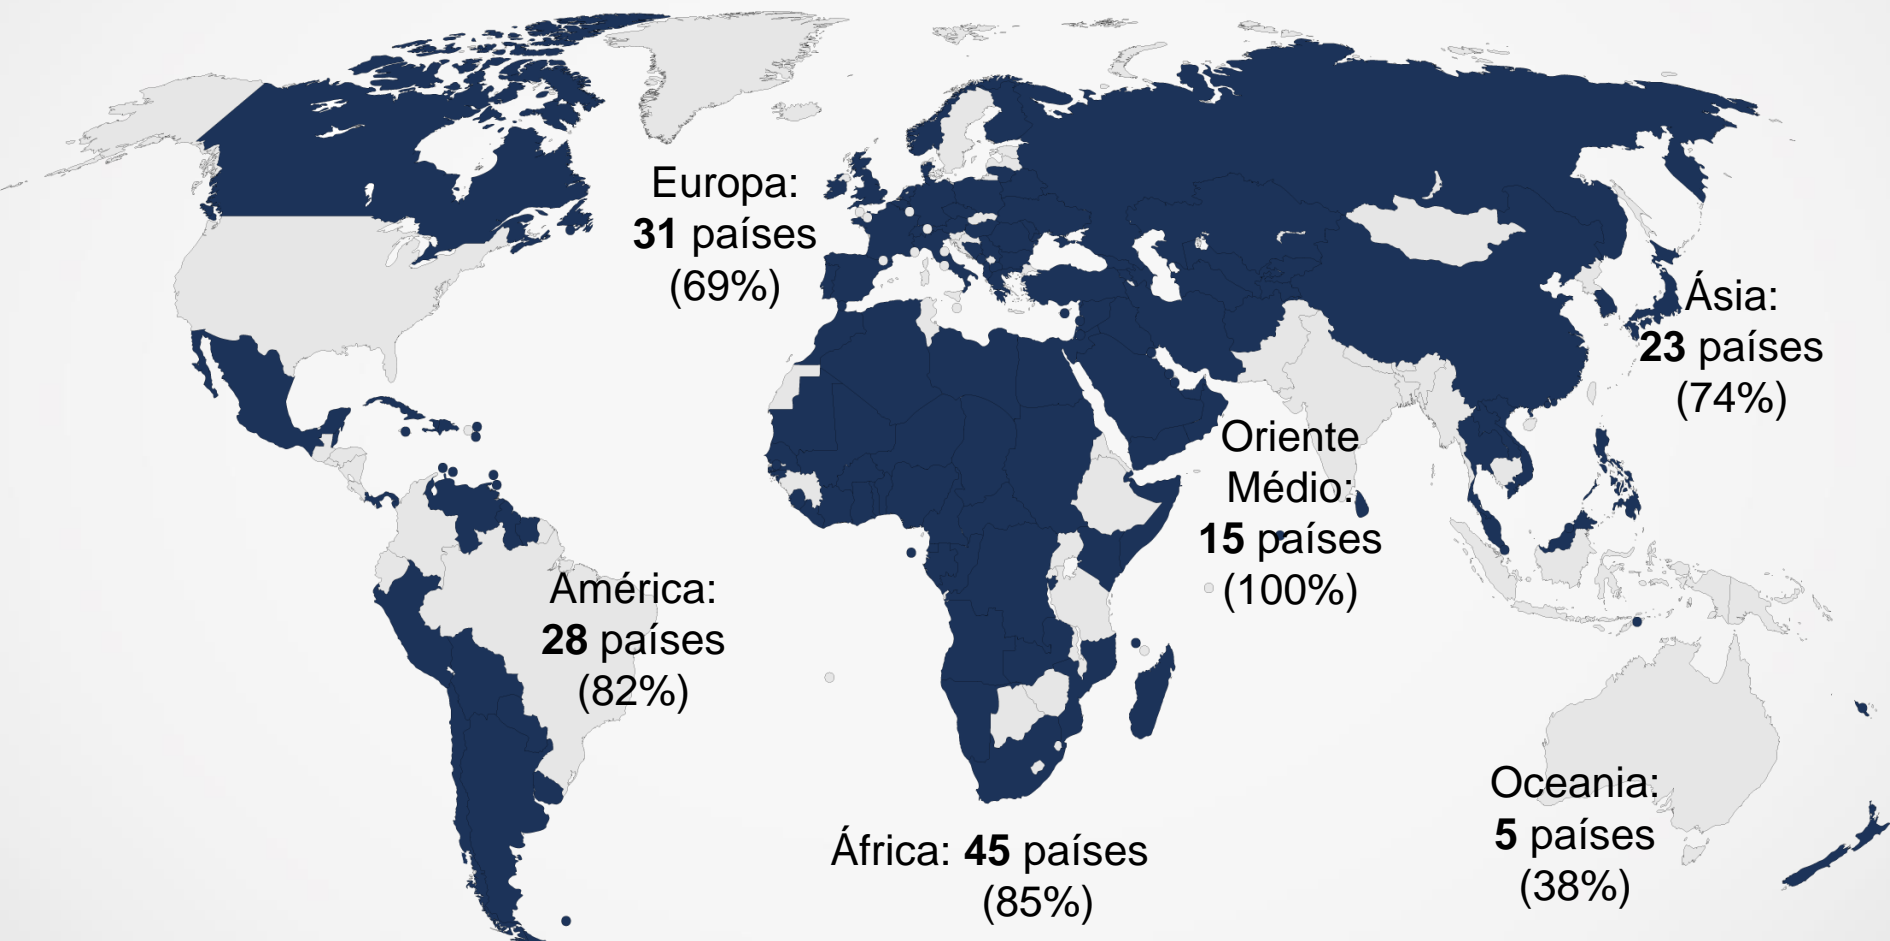 Europa:
31 países
(69%)
Ásia:
23 países
(74%)
Oriente
Médio:
15 países
(100%)
América:
28 países
(82%)
Oceania:
5 países
(38%)
África: 45 países
(85%)